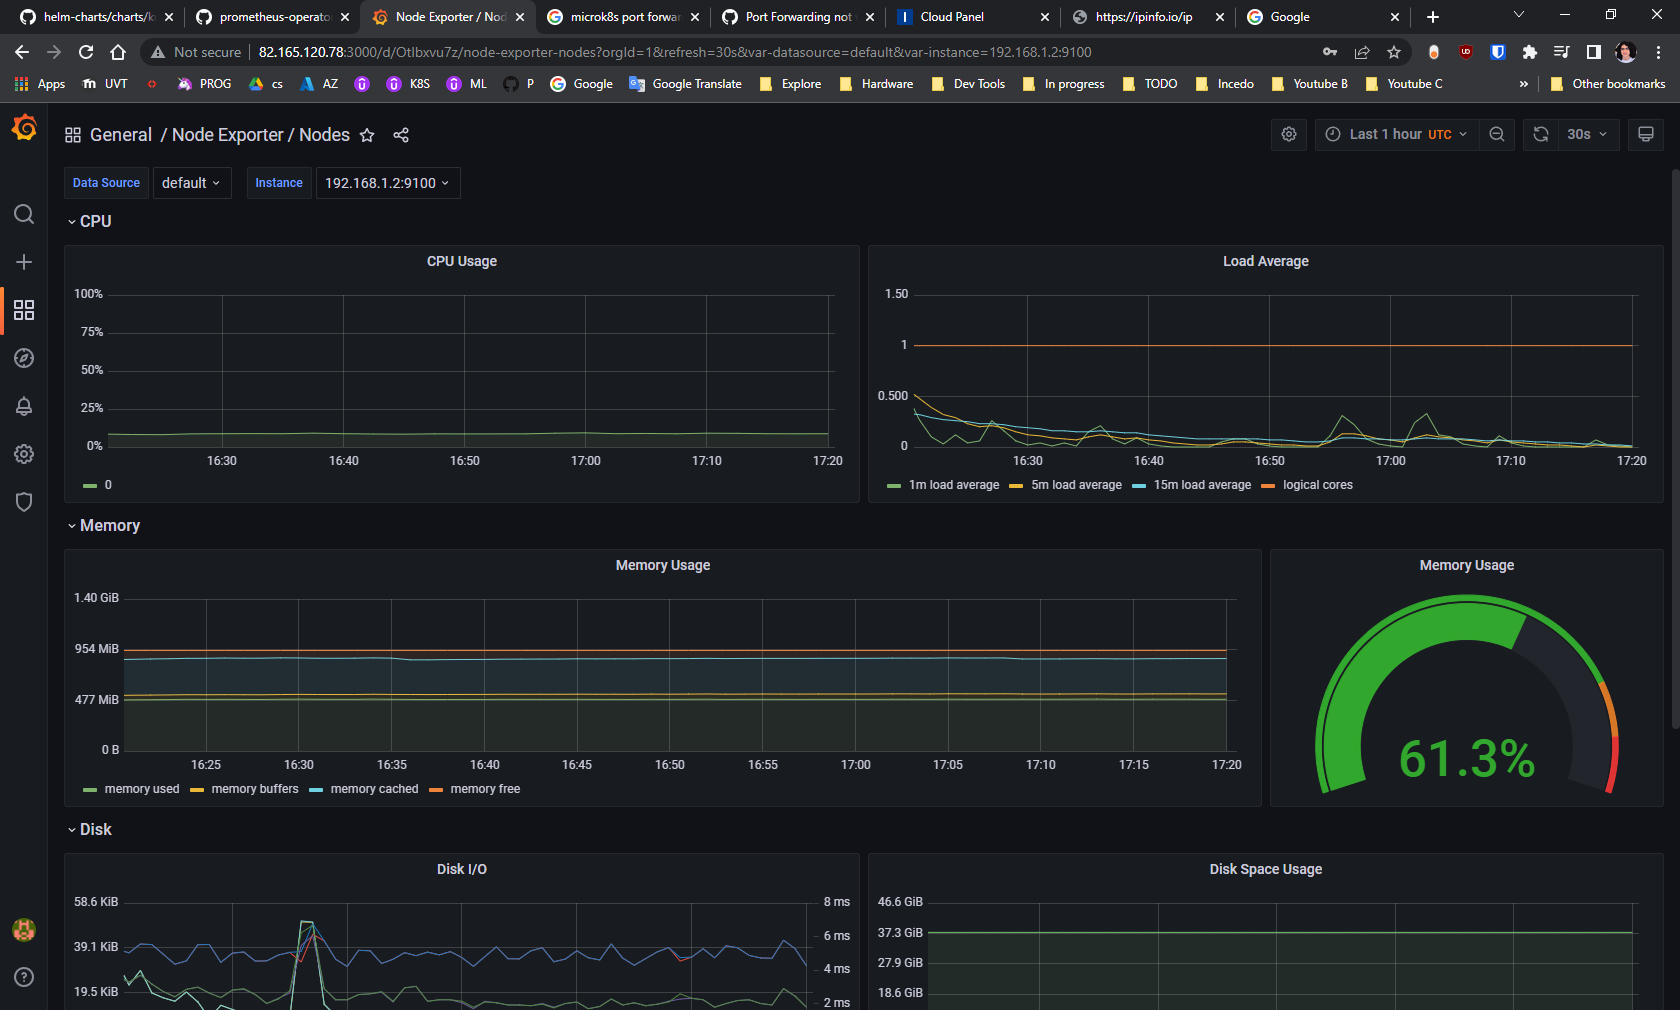 helm-charts/charts/k
prometheus-operato
Node Exporter / Nod
microk8s port forwar
Port Forwarding not
Cloud Panel
https://ipinfo.io/ip
Google
Not secure 82.165.120.78:3000/d/Otlbxvu7z/node-exporter-nodes?orgId=1&refresh=30s&var-datasource=default&var-instance=192.168.1.2:9100
Apps UVT PROG cs AZ K8S ML P Google Google Translate Explore Hardware Dev Tools In progress TODO Incedo Youtube B Youtube C » Other bookmarks
General / Node Exporter / Nodes
Last 1 hour UTC
30s
Data Source default Instance 192.168.1.2:9100
CPU
CPU Usage
100%
75%
50%
25%
0%
16:30 16:40 16:50 17:00 17:10 17:20
0
Load Average
1.50
1
0.500
0
16:30 16:40 16:50 17:00 17:10 17:20
1m load average 5m load average 15m load average logical cores
Memory
Memory Usage
1.40 GiB
954 MiB
477 MiB
0 B
16:25 16:30 16:35 16:40 16:45 16:50 16:55 17:00 17:05 17:10 17:15 17:20
memory used memory buffers memory cached memory free
Memory Usage
61.3%
Disk
Disk I/O
58.6 KiB
39.1 KiB
19.5 KiB
8 ms
6 ms
4 ms
2 ms
Disk Space Usage
46.6 GiB
37.3 GiB
27.9 GiB
18.6 GiB